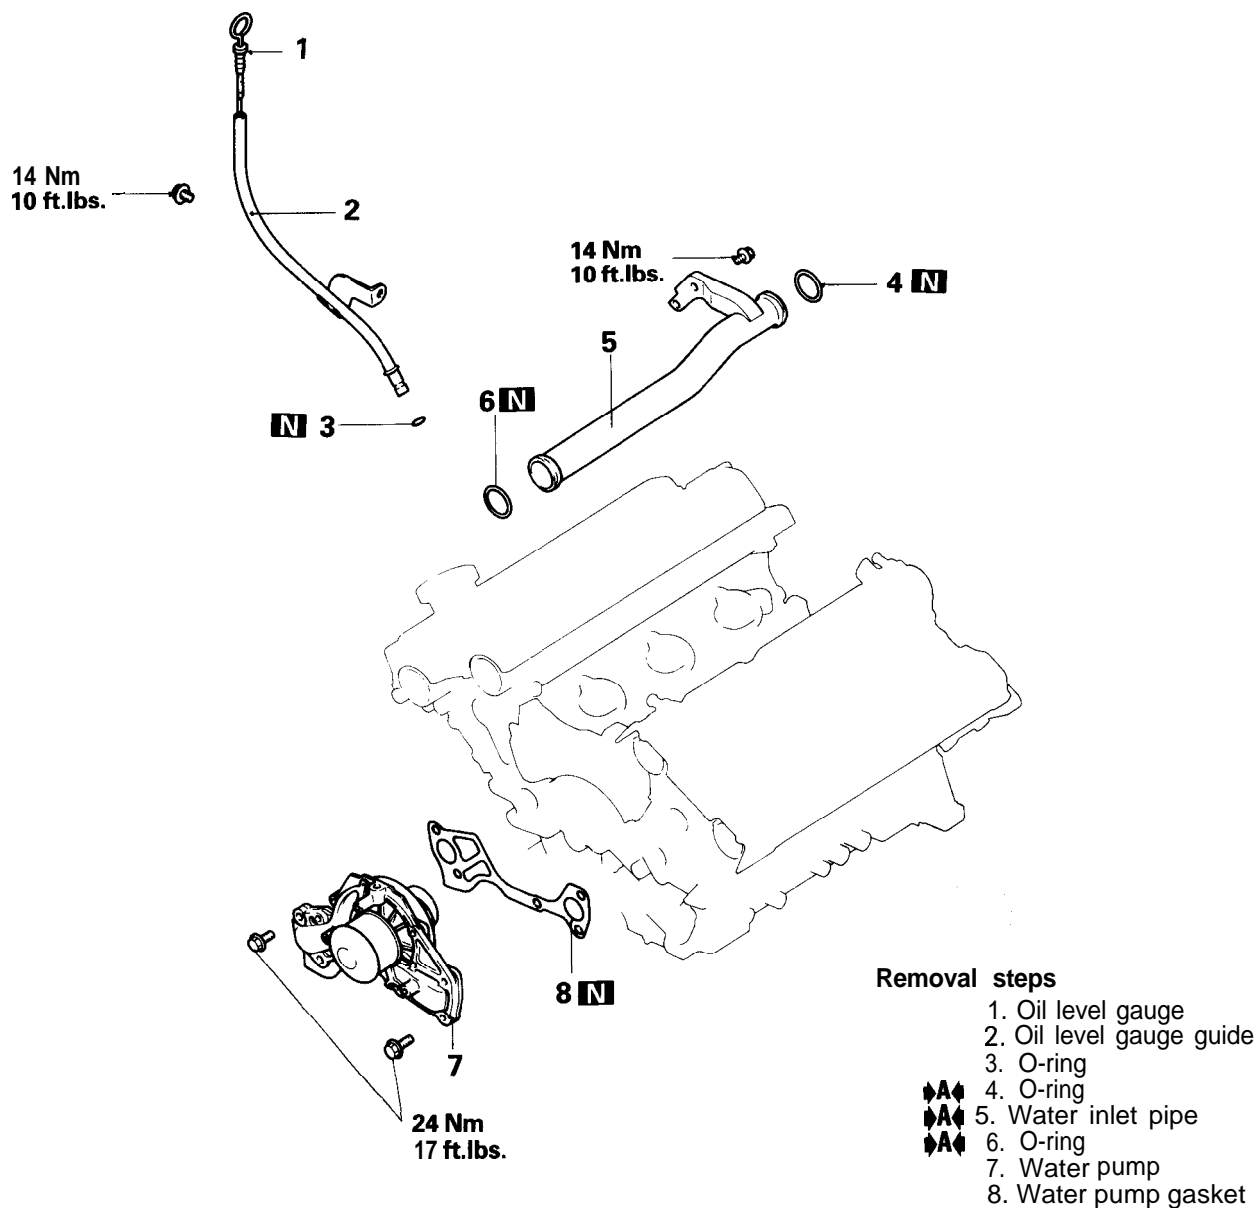 1
14 Nm
10 ft.lbs.
2
14 Nm
10 ft.lbs.
4 N
5
6 N
N 3
8 N
7
24 Nm
17 ft.lbs.
Removal steps
1. Oil level gauge
2. Oil level gauge guide
3. O-ring
A 4. O-ring
A 5. Water inlet pipe
A 6. O-ring
7. Water pump
8. Water pump gasket